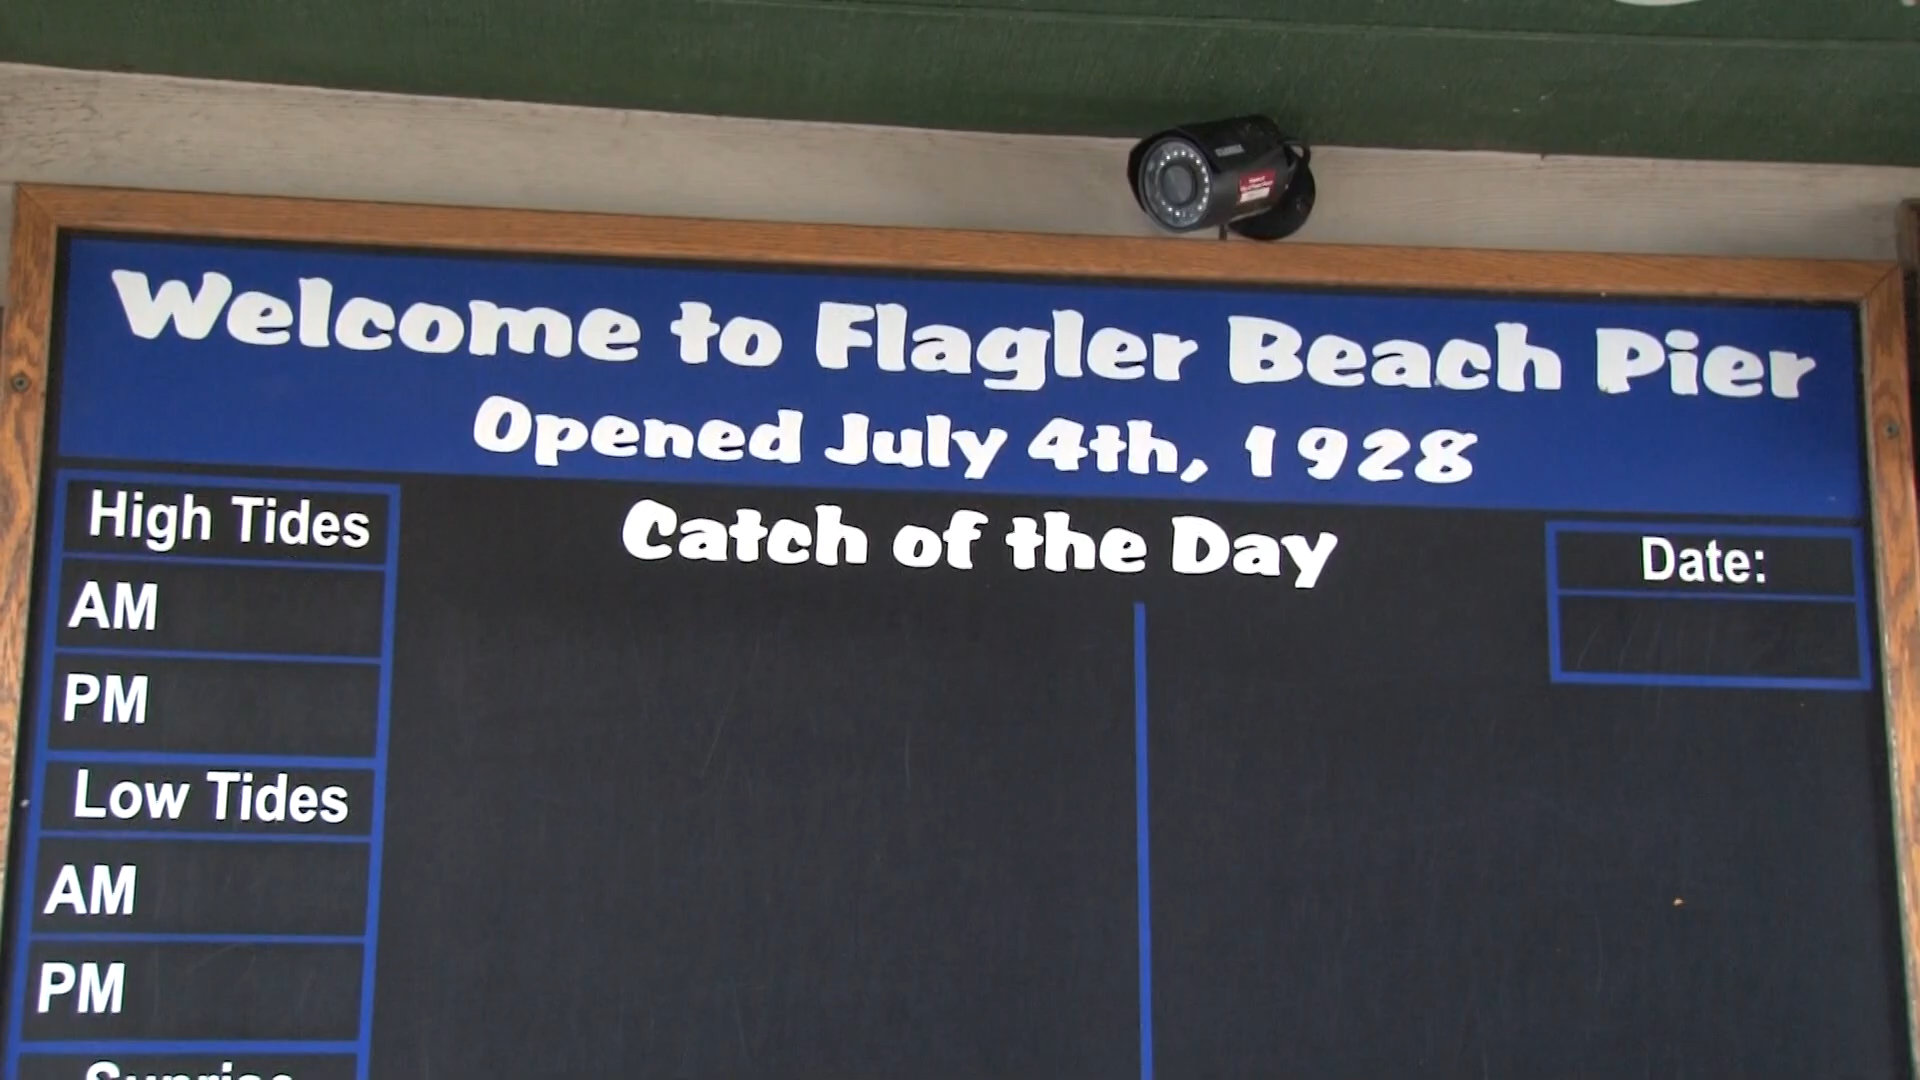 Welcome to Flagler Beach Pier
Opened July 4th, 1928
Catch of the Day
High Tides
AM
PM
Low Tides
AM
PM
Sunrise
Date: